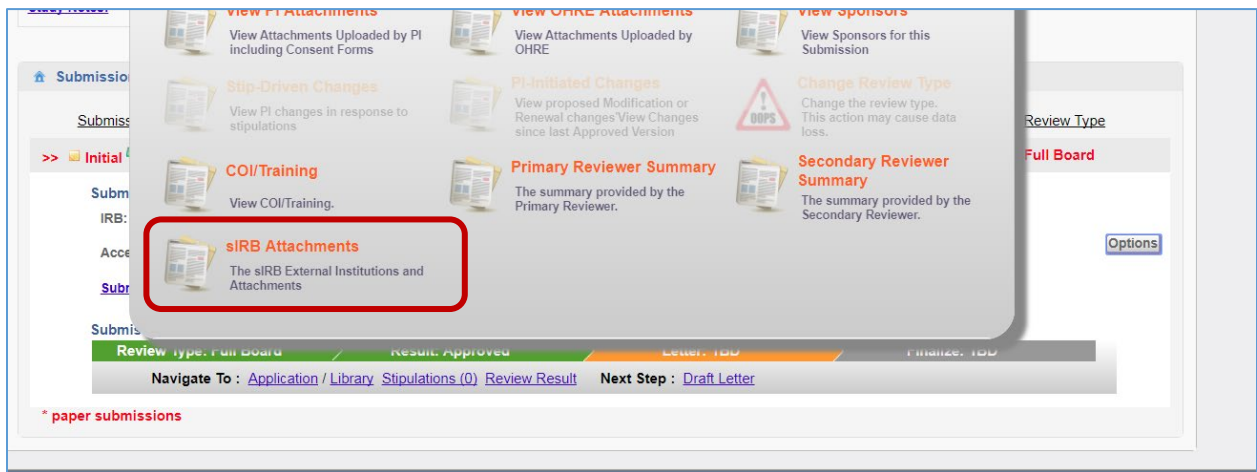 Study Notes:
View PI Attachments
View Attachments Uploaded by PI
including Consent Forms
View OHRE Attachments
View Attachments Uploaded by
OHRE
View Sponsors
View Sponsors for this
Submission
Submissio
Stip-Driven Changes
View PI changes in response to
stipulations
PI-Initiated Changes
View proposed Modification or
Renewal changes'View Changes
since last Approved Version
OOPS
Change Review Type
Change the review type.
This action may cause data
loss.
Submiss
Review Type
>> Initial
Full Board
COI/Training
View COI/Training.
Primary Reviewer Summary
The summary provided by the
Primary Reviewer.
Secondary Reviewer
Summary
The summary provided by the
Secondary Reviewer.
Subm
IRB:
Acce
Subr
sIRB Attachments
The sIRB External Institutions and
Attachments
Options
Submis
Review Type: Full Board
Result: Approved
Letter: TBD
Finalize: TBD
Navigate To : Application / Library Stipulations (0) Review Result Next Step : Draft Letter
* paper submissions